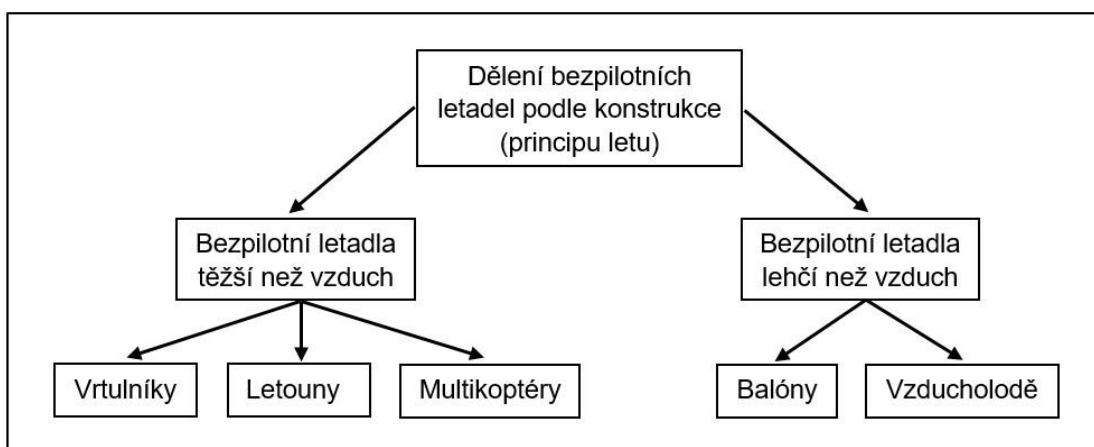 Dělení bezpilotních
letadel podle konstrukce
(principu letu)
Bezpilotní letadla
těžší než vzduch
Bezpilotní letadla
lehčí než vzduch
Vrtulníky
Letouny
Multikoptéry
Balóny
Vzducholodě